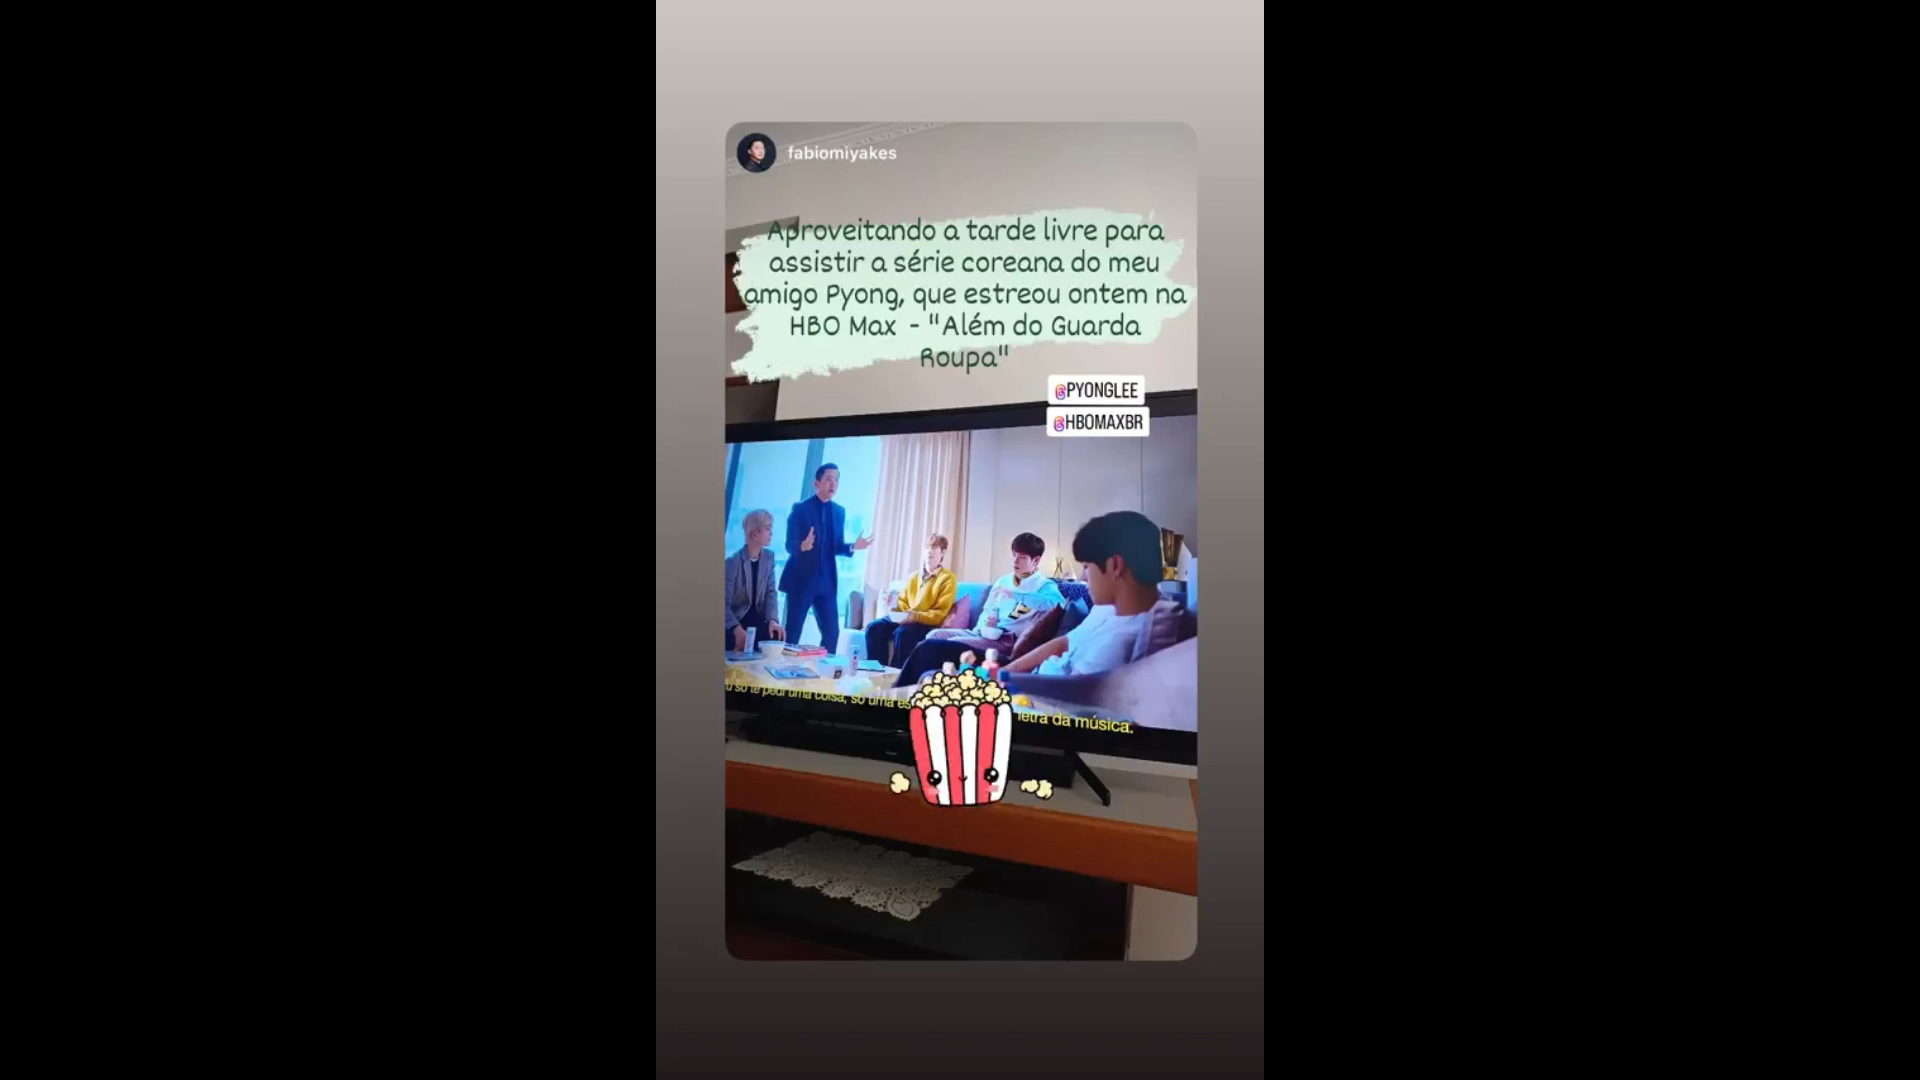 fabiomiyakes
Aproveitando a tarde livre para
assistir a série coreana do meu
amigo Pyong, que estreou ontem na
HBO Max - "Além do Guarda
Roupa"
@PYONGLEE
@HBOMAXBR
só te pedi uma coisa, só uma letra da música.